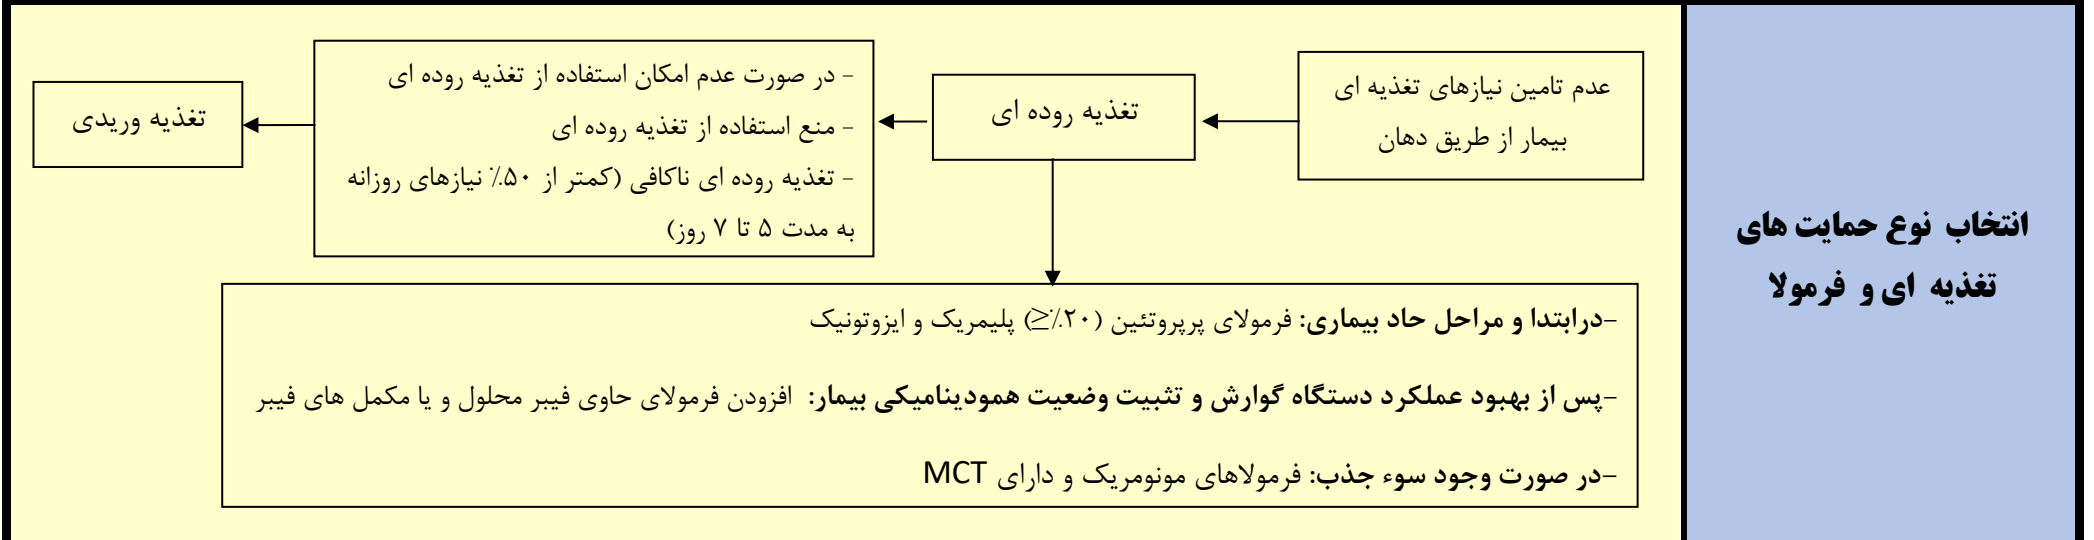 انتخاب نوع حمایت های
تغذیه ای و فرمولا
عدم تامین نیازهای تغذیه ای
بیمار از طریق دهان
تغذیه روده ای
- در صورت عدم امکان استفاده از تغذیه روده ای
- منع استفاده از تغذیه روده ای
- تغذیه روده ای ناکافی (کمتر از ۵۰٪ نیازهای روزانه
به مدت ۵ تا ۷ روز)
تغذیه وریدی
-درابتدا و مراحل حاد بیماری: فرمولای پرپروتئین (۲۰٪≥) پلیمریک و ایزوتونیک
-پس از بهبود عملکرد دستگاه گوارش و تثبیت وضعیت همودینامیکی بیمار: افزودن فرمولای حاوی فیبر محلول و یا مکمل های فیبر
-در صورت وجود سوء جذب: فرمولاهای مونومریک و دارای MCT